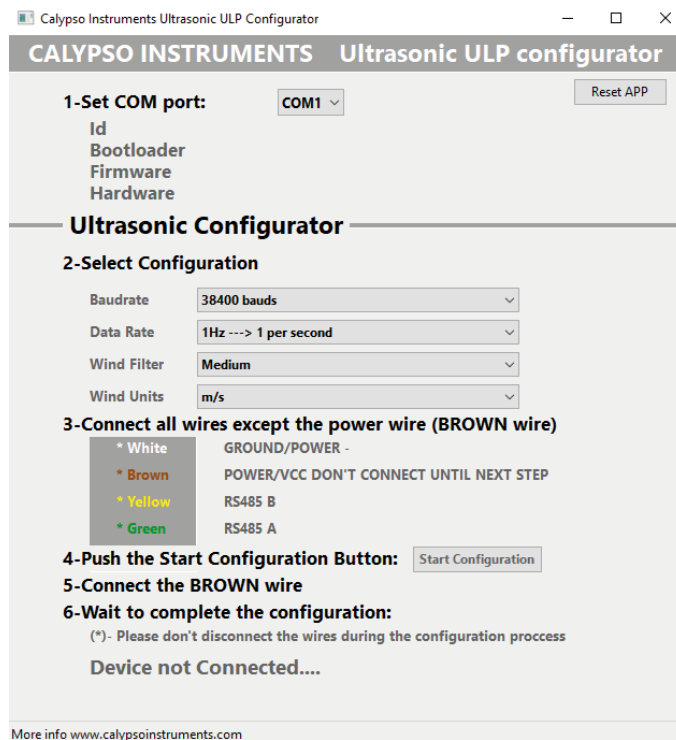 Calypso Instruments Ultrasonic ULP Configurator
CALYPSO INSTRUMENTS Ultrasonic ULP configurator
Reset APP
1-Set COM port: COM1
Id
Bootloader
Firmware
Hardware
Ultrasonic Configurator
2-Select Configuration
Baudrate 38400 bauds
Data Rate 1Hz ---> 1 per second
Wind Filter Medium
Wind Units m/s
3-Connect all wires except the power wire (BROWN wire)
* White GROUND/POWER -
* Brown POWER/VCC DON'T CONNECT UNTIL NEXT STEP
* Yellow RS485 B
* Green RS485 A
4-Push the Start Configuration Button: Start Configuration
5-Connect the BROWN wire
6-Wait to complete the configuration:
(*)- Please don't disconnect the wires during the configuration proccess
Device not Connected....
More info www.calypsoinstruments.com